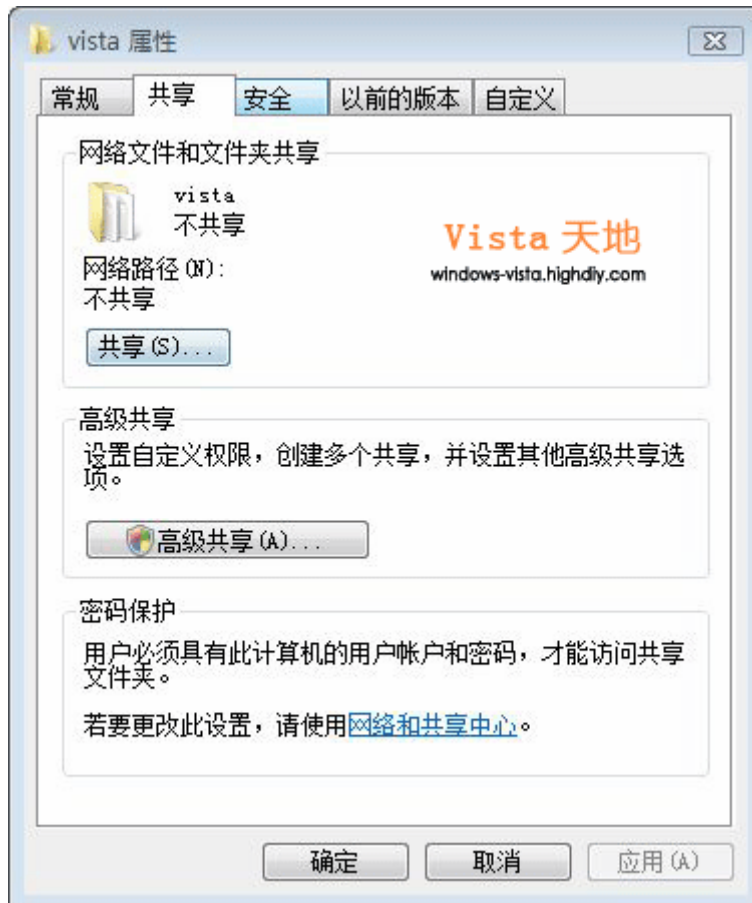 vista 属性
常规 共享 安全 以前的版本 自定义
网络文件和文件夹共享
vista
不共享
Vista 天地
windows-vista.highdiy.com
网络路径(N):
不共享
共享(S)...
高级共享
设置自定义权限，创建多个共享，并设置其他高级共享选
项。
高级共享(A)...
密码保护
用户必须具有此计算机的用户帐户和密码，才能访问共享
文件夹。
若要更改此设置，请使用网络和共享中心。
确定 取消 应用(A)